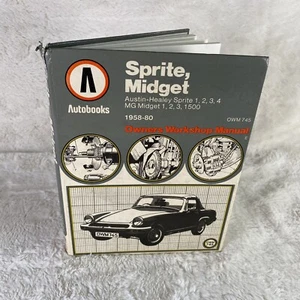 Sprite,
Midget
Austin-Healey Sprite 1, 2, 3, 4
MG Midget 1, 2, 3, 1500
1958-80
OWM 745
Autobooks
Owners Workshop Manual
OWM745